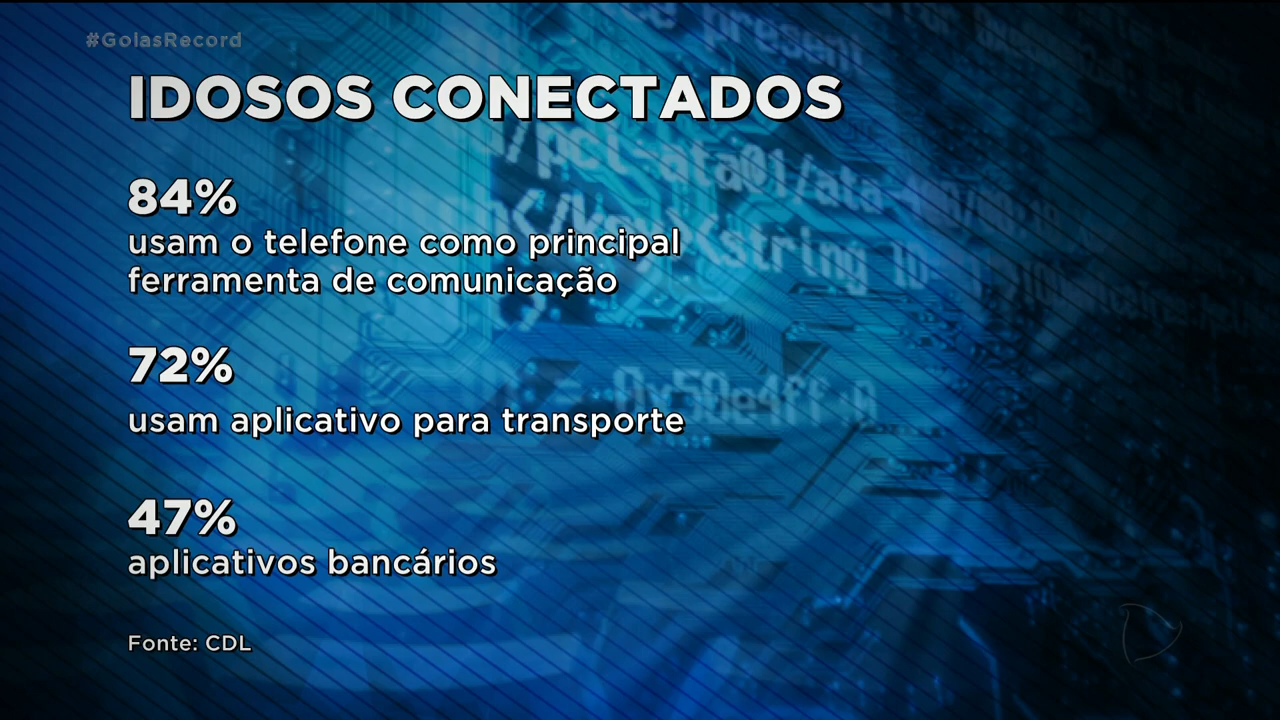 #GoiasRecord
IDOSOS CONECTADOS
84%
usam o telefone como principal
ferramenta de comunicação
72%
usam aplicativo para transporte
47%
aplicativos bancários
Fonte: CDL